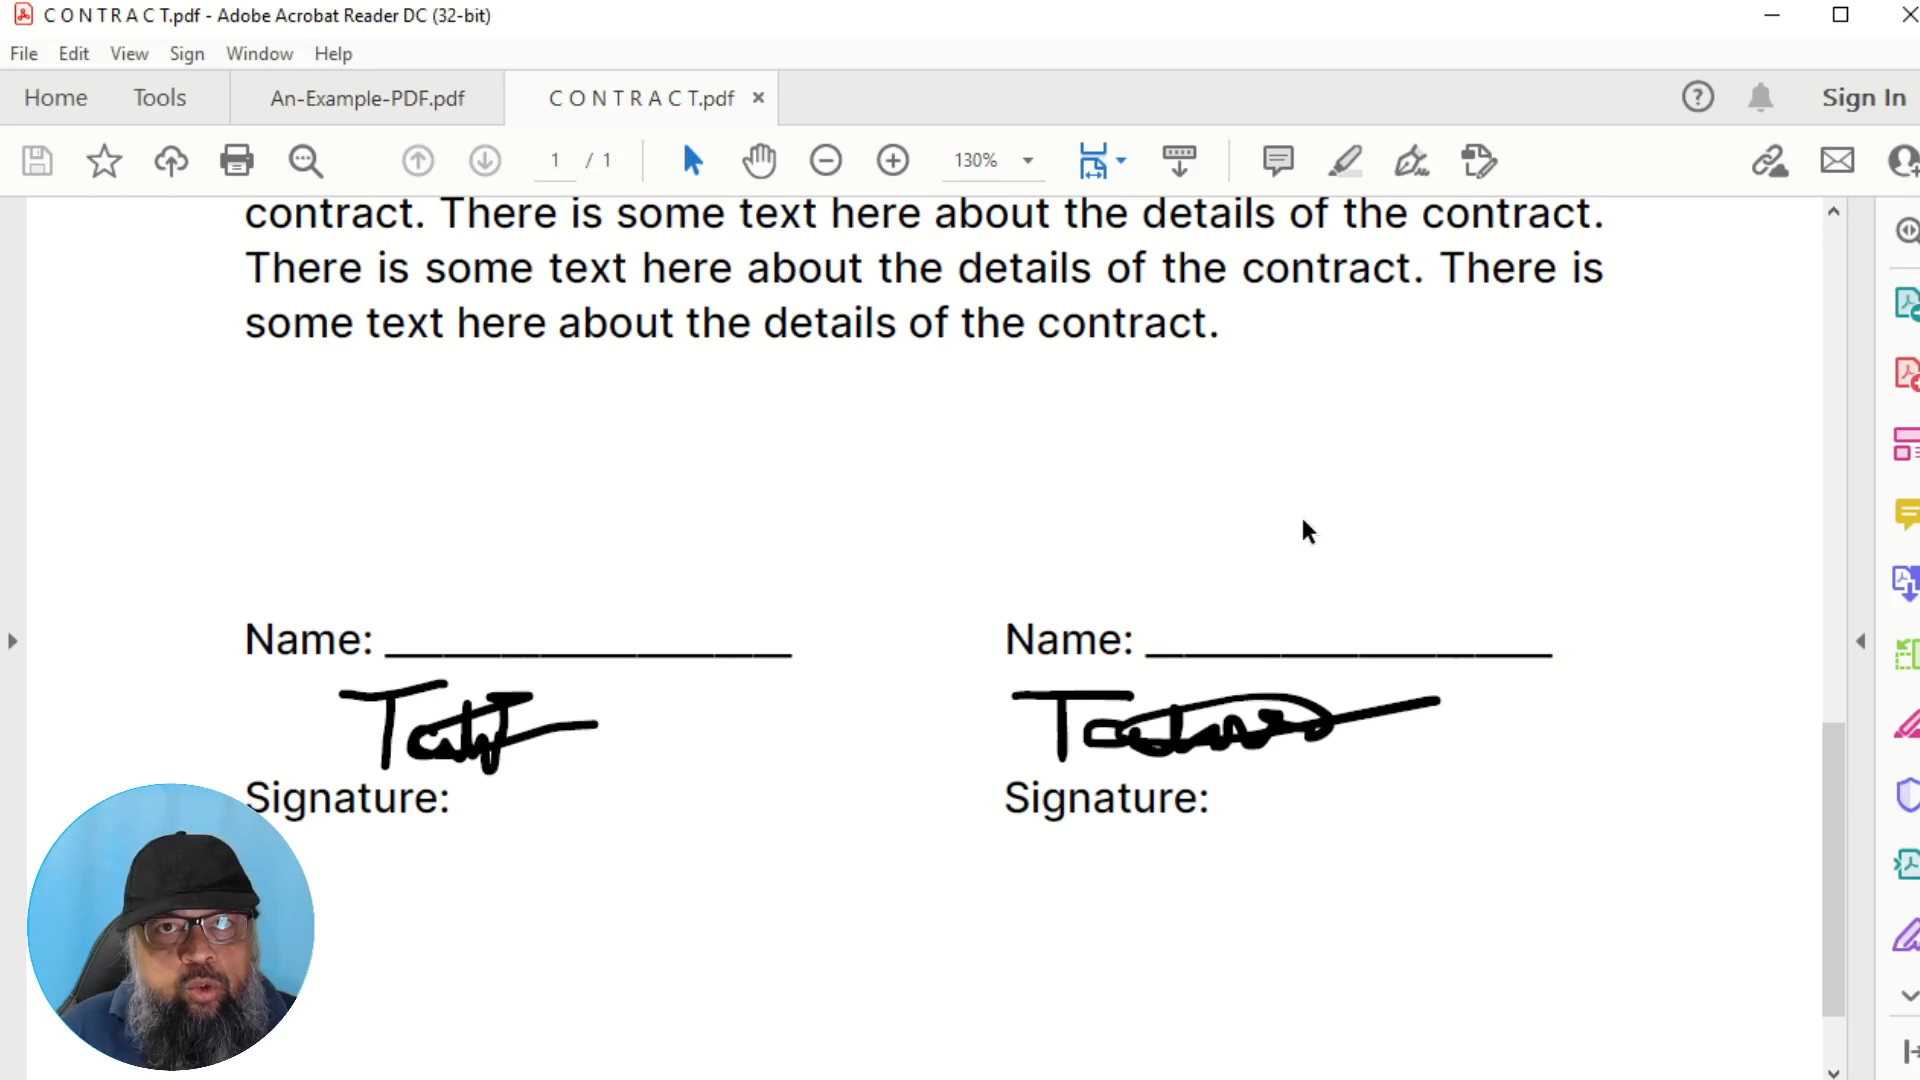 C O N T R A C T.pdf - Adobe Acrobat Reader DC (32-bit)
File Edit View Sign Window Help
Home Tools An-Example-PDF.pdf C O N T R A C T.pdf × Sign In
1 / 1 130%
contract. There is some text here about the details of the contract.
There is some text here about the details of the contract. There is
some text here about the details of the contract.
Name: ____________________ Name: ____________________
Signature: Signature: